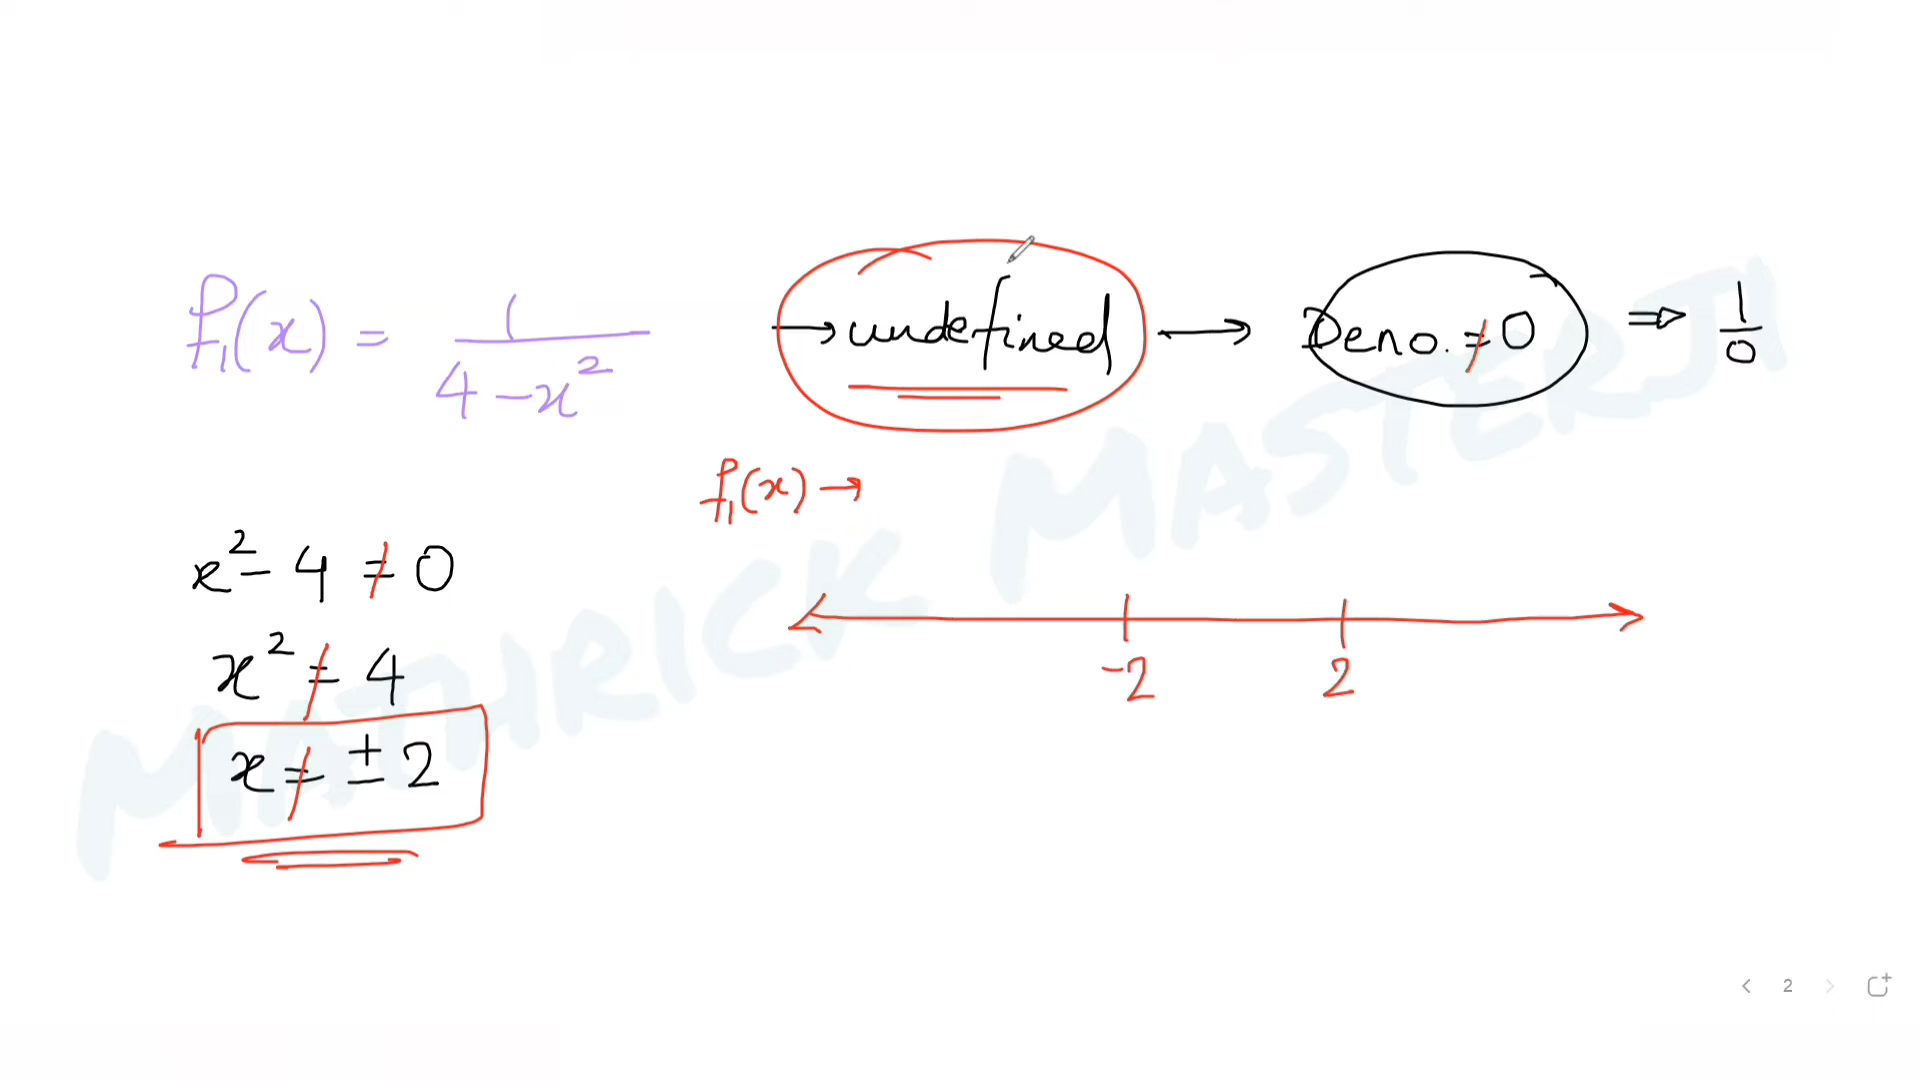 f₁(x) = 1/(4-x²) → undefined → Deno. ≠ 0 ⇒ 1/0
f₁(x) →
x² - 4 ≠ 0
x² ≠ 4
x ≠ ± 2
-2 2
MATHRICK MASTERJI
2